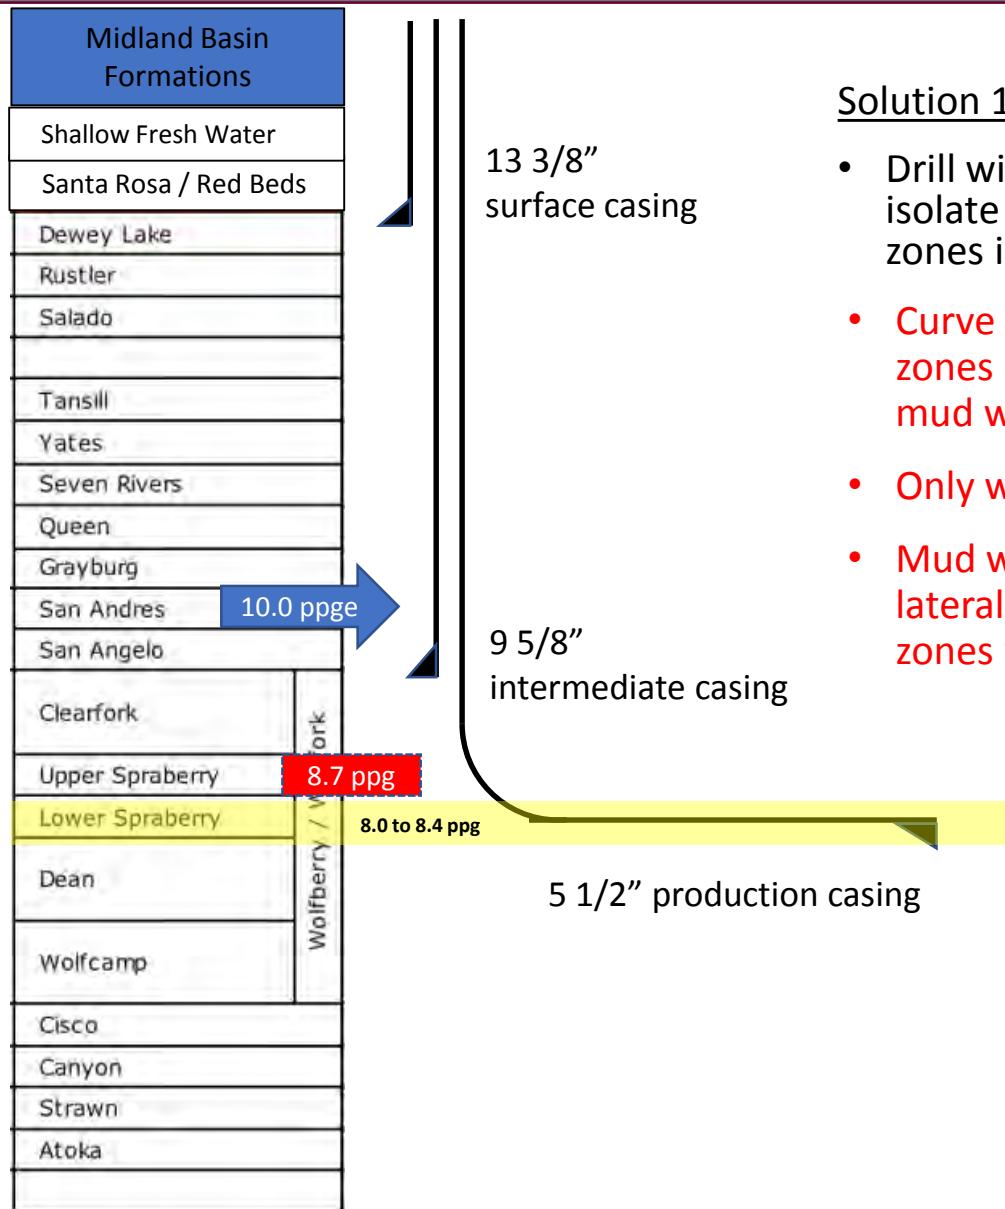 Midland Basin
Formations
Shallow Fresh Water
Santa Rosa / Red Beds
Dewey Lake
Rustler
Salado
Tansill
Yates
Seven Rivers
Queen
Grayburg
San Andres
10.0 ppge
San Angelo
Clearfork
Upper Spraberry
8.7 ppg
Lower Spraberry
8.0 to 8.4 ppg
Dean
Wolfcamp
Wolfberry /
Cisco
Canyon
Strawn
Atoka
13 3/8”
surface casing
9 5/8”
intermediate casing
5 1/2” production casing
Solution 1
• Drill
isolate
zones
• Curve
zones
mud
• Only
• Mud
lateral
zones